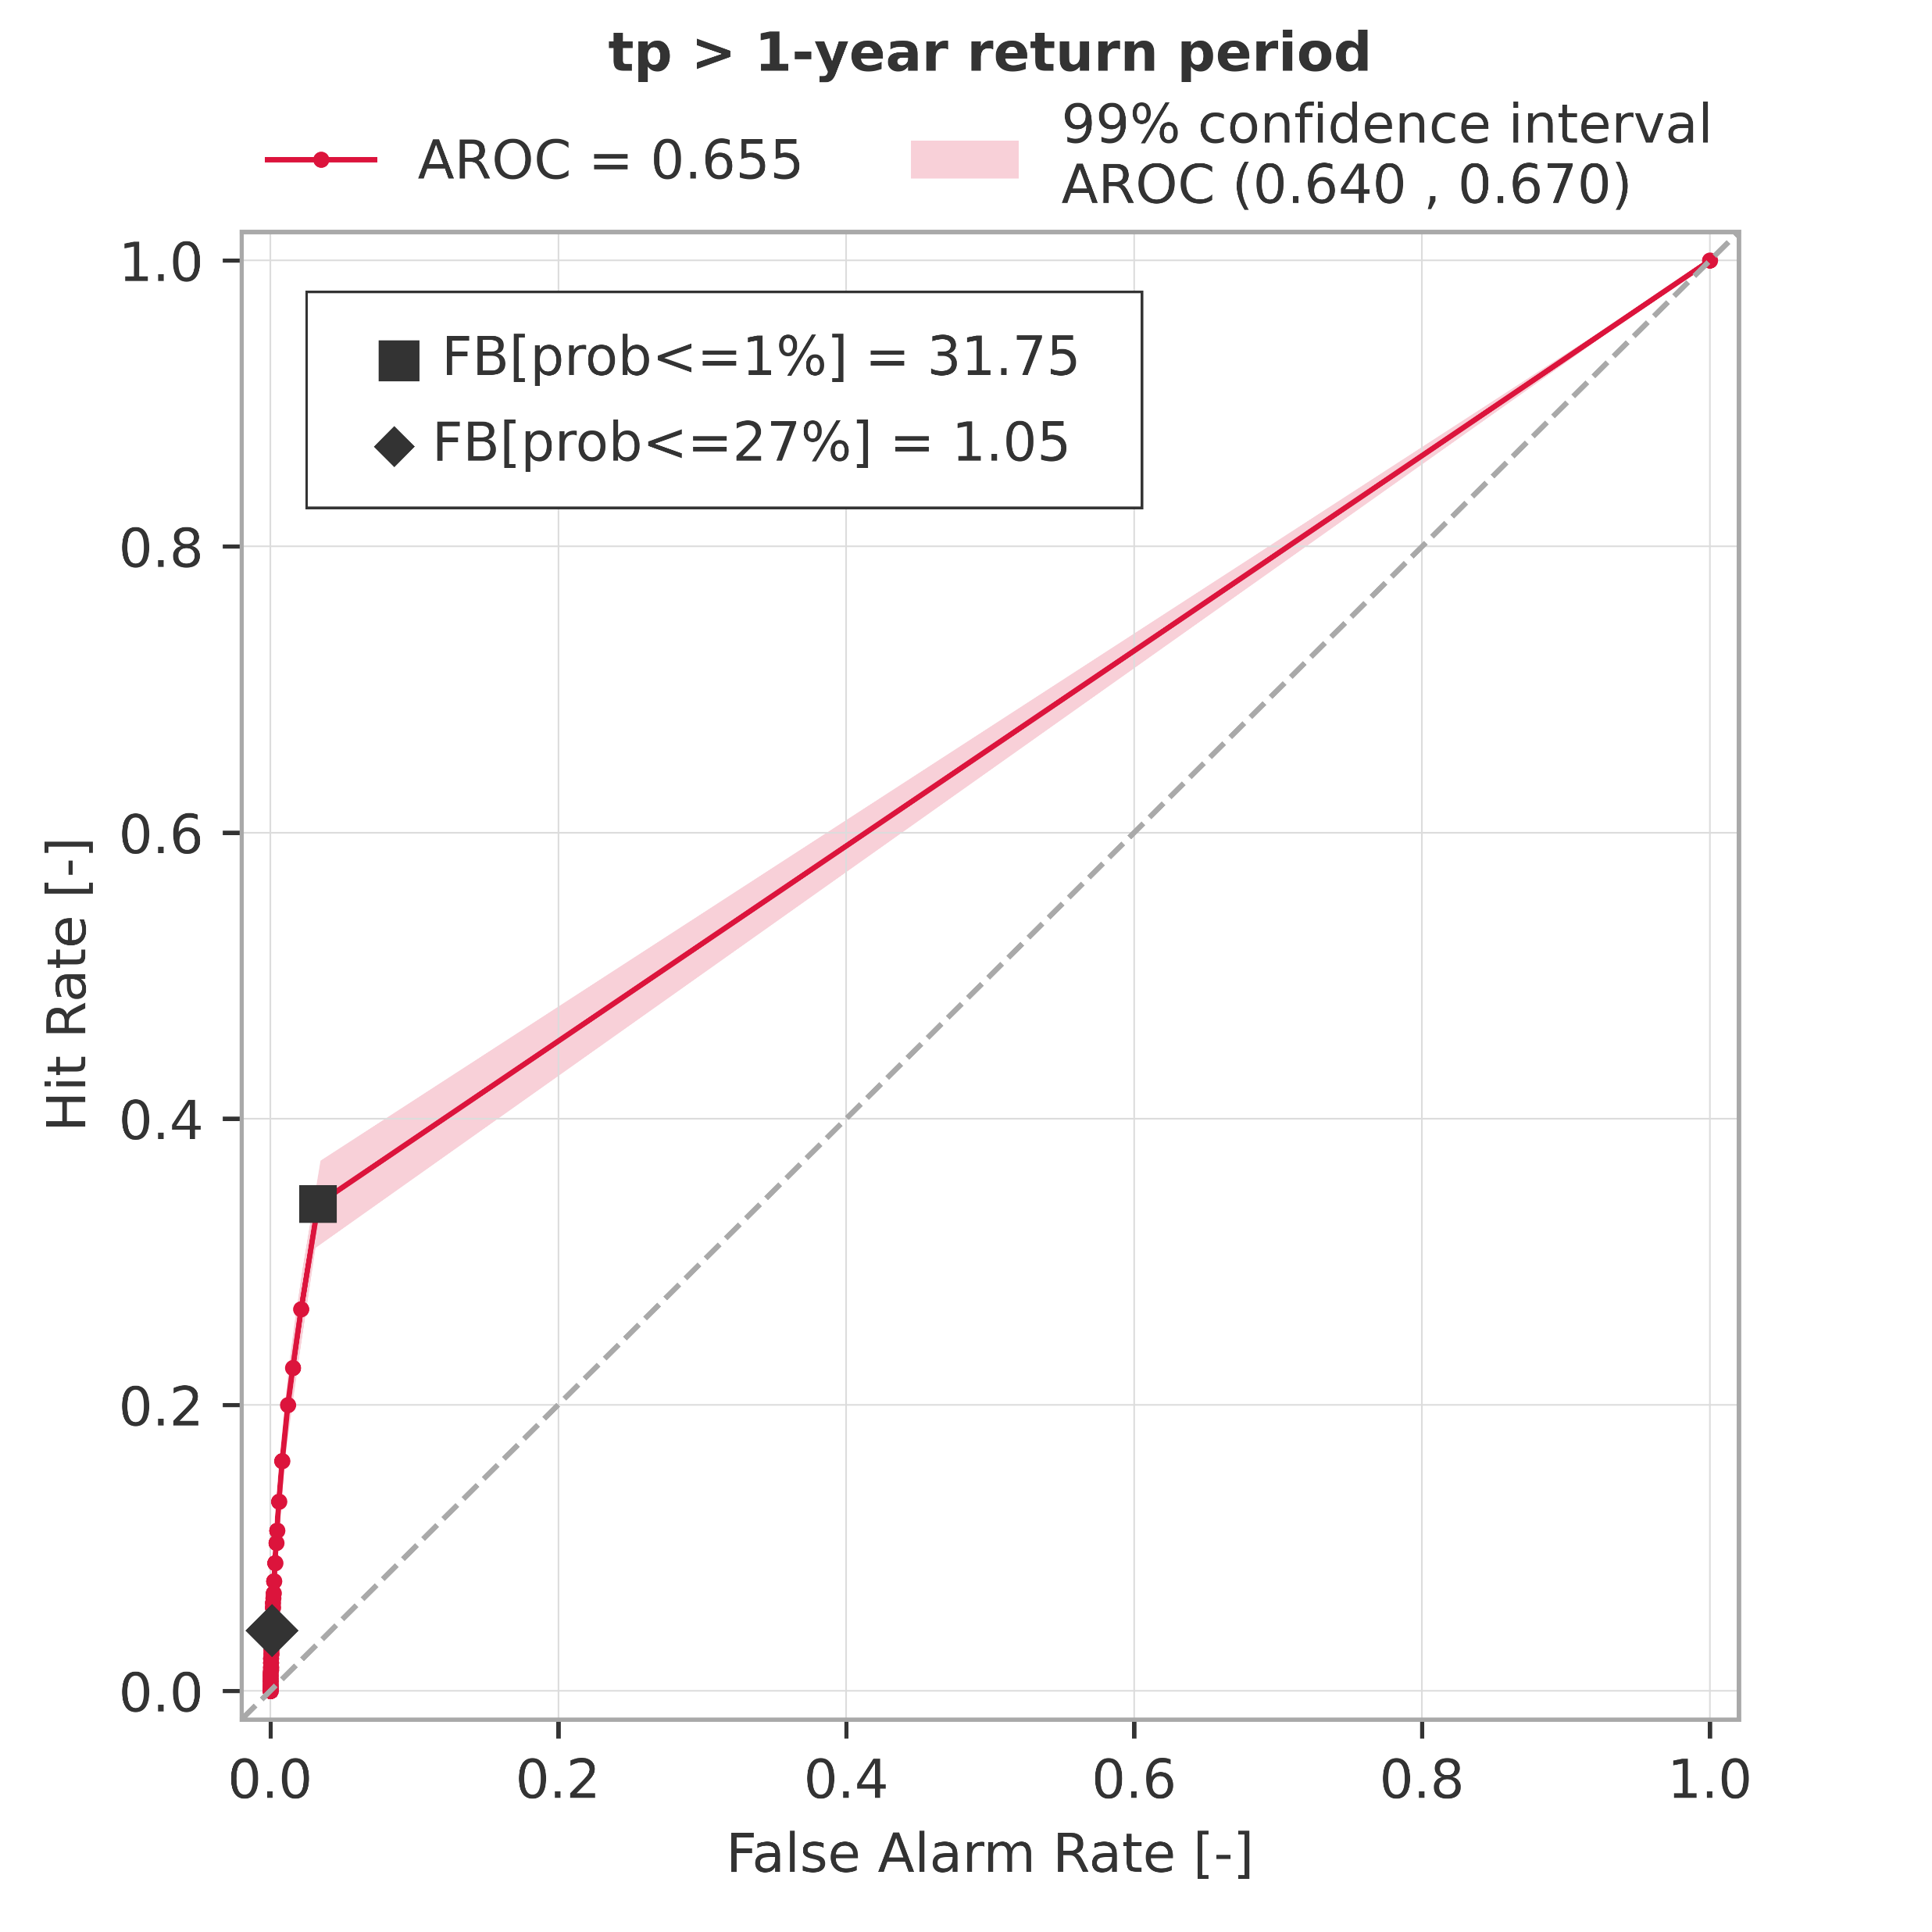 tp > 1-year return period
AROC = 0.655
99% confidence interval
AROC (0.640 , 0.670)
FB[prob<=1%] = 31.75
FB[prob<=27%] = 1.05
Hit Rate [-]
1.0
0.8
0.6
0.4
0.2
0.0
0.0 0.2 0.4 0.6 0.8 1.0
False Alarm Rate [-]